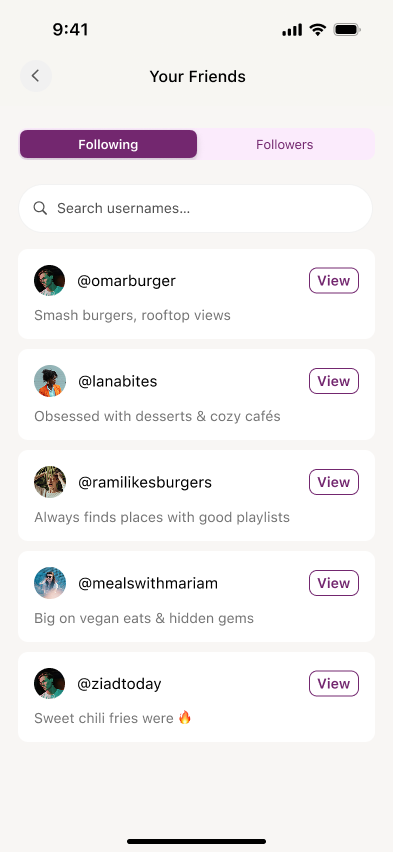 9:41
Your Friends
Following Followers
Search usernames...
@omarburger View
Smash burgers, rooftop views
@lanabites View
Obsessed with desserts & cozy cafés
@ramilikesburgers View
Always finds places with good playlists
@mealswithmariam View
Big on vegan eats & hidden gems
@ziadtoday View
Sweet chili fries were 🔥